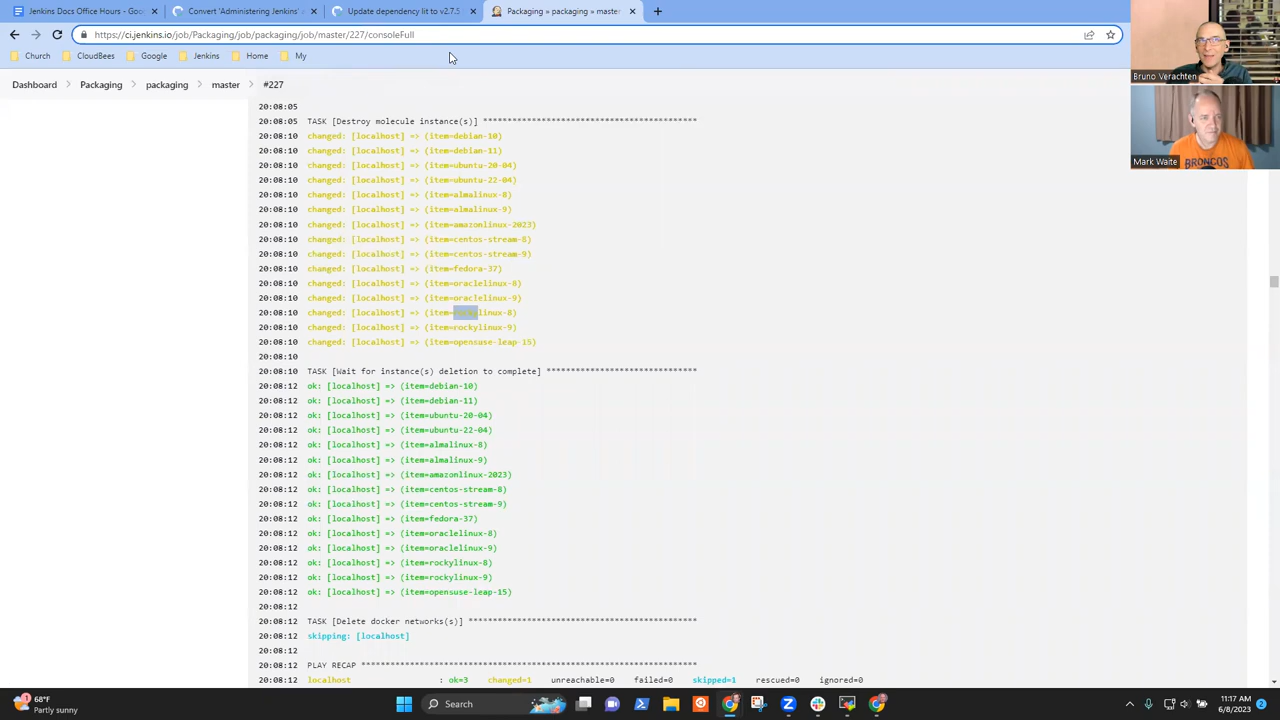 Jenkins Docs Office Hours - Goo
Convert 'Administering Jenkins'
Update dependency lit to v2.7.5
Packaging » packaging » master
https://ci.jenkins.io/job/Packaging/job/packaging/job/master/227/consoleFull
Church
CloudBees
Google
Jenkins
Home
My
Bruno Verachten
Dashboard > Packaging > packaging > master > #227
20:08:05
20:08:05 TASK [Destroy molecule instance(s)] *******************************************
20:08:10 changed: [localhost] => (item=debian-10)
20:08:10 changed: [localhost] => (item=debian-11)
20:08:10 changed: [localhost] => (item=ubuntu-20-04)
Mark Waite
BRONCOS
20:08:10 changed: [localhost] => (item=ubuntu-22-04)
20:08:10 changed: [localhost] => (item=almalinux-8)
20:08:10 changed: [localhost] => (item=almalinux-9)
20:08:10 changed: [localhost] => (item=amazonlinux-2023)
20:08:10 changed: [localhost] => (item=centos-stream-8)
20:08:10 changed: [localhost] => (item=centos-stream-9)
20:08:10 changed: [localhost] => (item=fedora-37)
20:08:10 changed: [localhost] => (item=oraclelinux-8)
20:08:10 changed: [localhost] => (item=oraclelinux-9)
20:08:10 changed: [localhost] => (item=rockylinux-8)
20:08:10 changed: [localhost] => (item=rockylinux-9)
20:08:10 changed: [localhost] => (item=opensuse-leap-15)
20:08:10
20:08:10 TASK [Wait for instance(s) deletion to complete] *******************************
20:08:12 ok: [localhost] => (item=debian-10)
20:08:12 ok: [localhost] => (item=debian-11)
20:08:12 ok: [localhost] => (item=ubuntu-20-04)
20:08:12 ok: [localhost] => (item=ubuntu-22-04)
20:08:12 ok: [localhost] => (item=almalinux-8)
20:08:12 ok: [localhost] => (item=almalinux-9)
20:08:12 ok: [localhost] => (item=amazonlinux-2023)
20:08:12 ok: [localhost] => (item=centos-stream-8)
20:08:12 ok: [localhost] => (item=centos-stream-9)
20:08:12 ok: [localhost] => (item=fedora-37)
20:08:12 ok: [localhost] => (item=oraclelinux-8)
20:08:12 ok: [localhost] => (item=oraclelinux-9)
20:08:12 ok: [localhost] => (item=rockylinux-8)
20:08:12 ok: [localhost] => (item=rockylinux-9)
20:08:12 ok: [localhost] => (item=opensuse-leap-15)
20:08:12
20:08:12 TASK [Delete docker networks(s)] ***********************************************
20:08:12 skipping: [localhost]
20:08:12
20:08:12 PLAY RECAP *********************************************************************
20:08:12 localhost : ok=3 changed=1 unreachable=0 failed=0 skipped=1 rescued=0 ignored=0
68°F
Partly sunny
Search
11:17 AM
6/8/2023
2